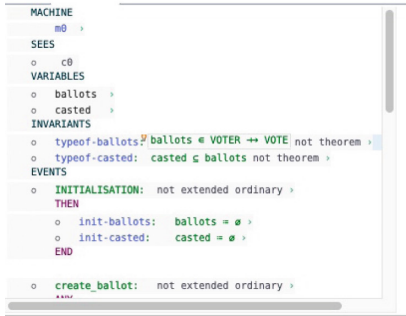 MACHINE
m0 ›
SEES
○ c0
VARIABLES
○ ballots ›
○ casted ›
INVARIANTS
○ typeof-ballots: ballots ∈ VOTER ⇸ VOTE not theorem ›
○ typeof-casted: casted ⊆ ballots not theorem ›
EVENTS
○ INITIALISATION: not extended ordinary ›
THEN
○ init-ballots: ballots ≔ ∅ ›
○ init-casted: casted ≔ ∅ ›
END
○ create_ballot: not extended ordinary ›
ANY